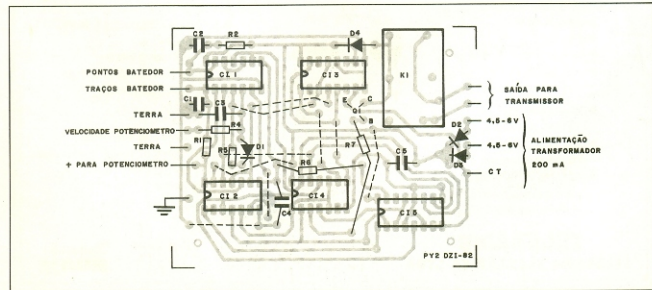 C2
R2
D4
CI 1
CI 3
K1
PONTOS BATEDOR
TRAÇOS BATEDOR
SAÍDA PARA
TRANSMISSOR
C1
C3
E
C
Q1
B
TERRA
VELOCIDADE POTENCIOMETRO
R4
TERRA
R1
R5
D1
R7
D2
4,5-6V
4,5-6V
ALIMENTAÇÃO
TRANSFORMADOR
200 mA
+ PARA POTENCIOMETRO
R6
C5
D3
CT
CI 2
C4
CI 4
CI 5
PY2 DZI-82